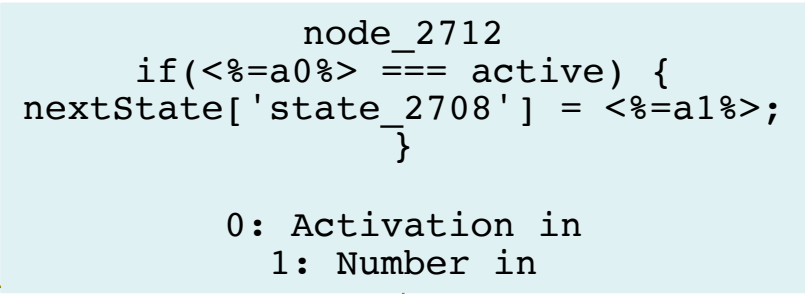 node_2712
if(<%=a0%> === active) {
nextState['state_2708'] = <%=a1%>;
}
0: Activation in
1: Number in